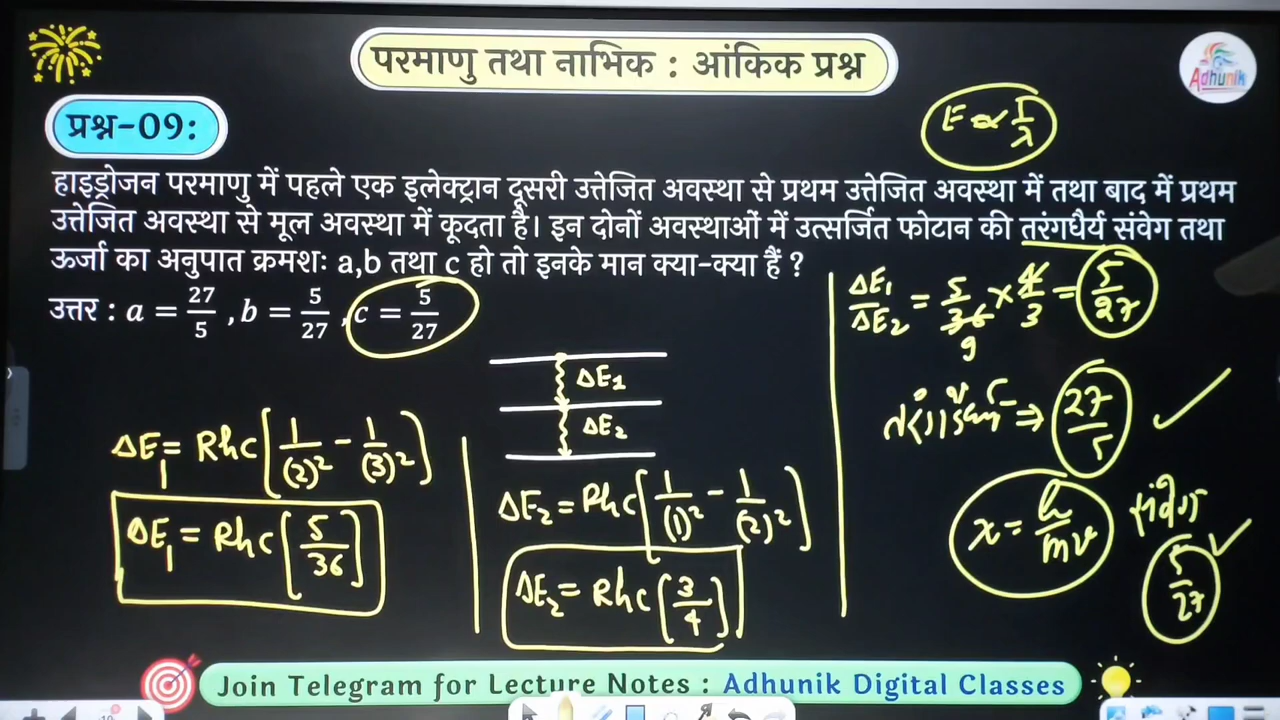 परमाणु तथा नाभिक : आंकिक प्रश्न
Adhunik
प्रश्न-09:
E ∝ 1/λ
हाइड्रोजन परमाणु में पहले एक इलेक्ट्रान दूसरी उत्तेजित अवस्था से प्रथम उत्तेजित अवस्था में तथा बाद में प्रथम
उत्तेजित अवस्था से मूल अवस्था में कूदता है। इन दोनों अवस्थाओं में उत्सर्जित फोटान की तरंगधैर्य संवेग तथा
ऊर्जा का अनुपात क्रमशः a,b तथा c हो तो इनके मान क्या-क्या हैं ?
उत्तर : a = 27/5 , b = 5/27 , c = 5/27
ΔE₁
ΔE₂
ΔE₁ = Rhc[1/(2)² − 1/(3)²]
ΔE₁ = Rhc[5/36]
ΔE₂ = Rhc[1/(1)² − 1/(2)²]
ΔE₂ = Rhc[3/4]
ΔE₁/ΔE₂ = 5/36 × 4/3 = 5/27
9
⇒ 27/5
λ = h/mv
संवेग
5/27
Join Telegram for Lecture Notes : Adhunik Digital Classes